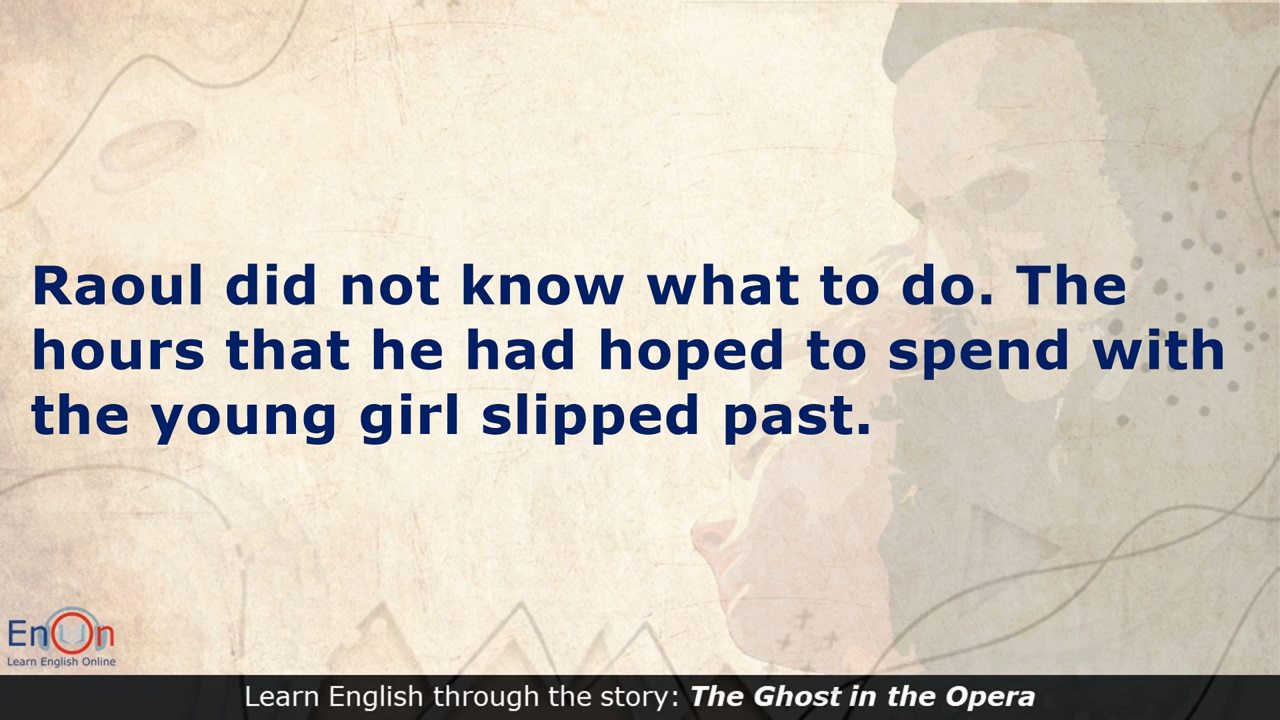 Raoul did not know what to do. The
hours that he had hoped to spend with
the young girl slipped past.
EnOn
Learn English Online
Learn English through the story: The Ghost in the Opera